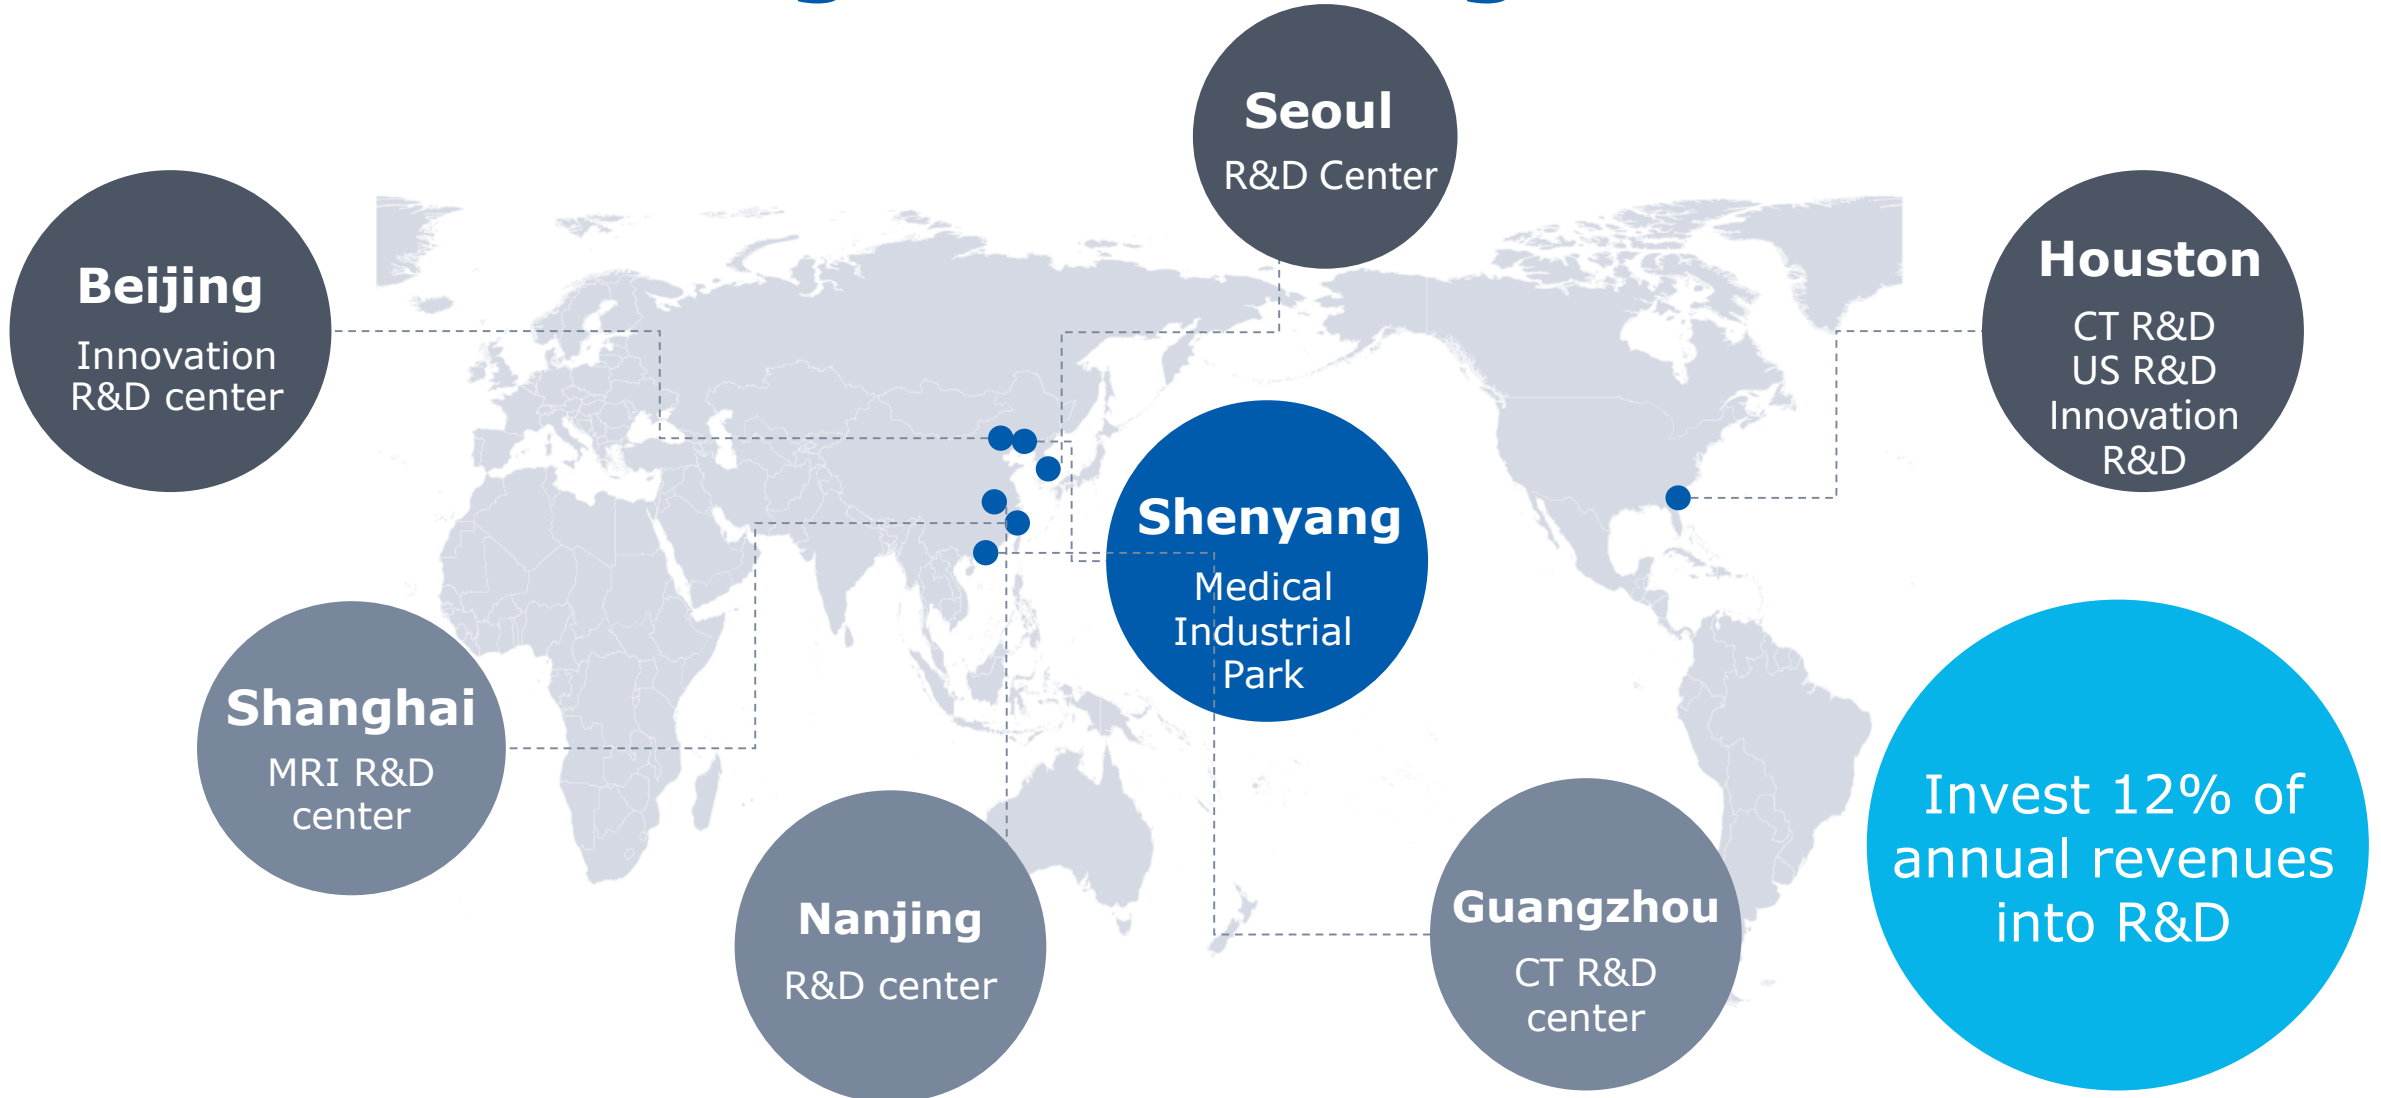 Seoul
R&D Center
Beijing
Innovation
R&D center
Houston
CT R&D
US R&D
Innovation
R&D
Shenyang
Medical
Industrial
Park
Shanghai
MRI R&D
center
Nanjing
R&D center
Guangzhou
CT R&D
center
Invest 12% of
annual revenues
into R&D